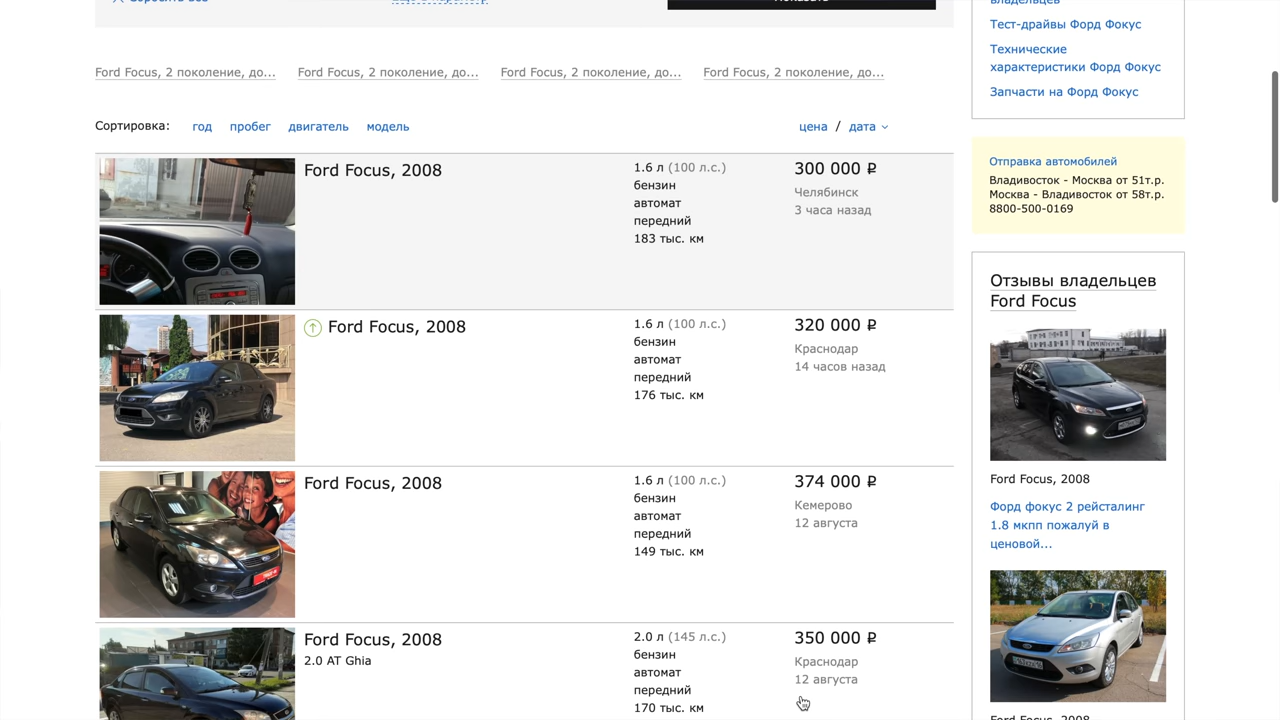 Сбросить все
Показать
Ford Focus, 2 поколение, до...
Ford Focus, 2 поколение, до...
Ford Focus, 2 поколение, до...
Ford Focus, 2 поколение, до...
Сортировка:
год
пробег
двигатель
модель
цена / дата
Ford Focus, 2008
1.6 л (100 л.с.)
бензин
автомат
передний
183 тыс. км
300 000 ₽
Челябинск
3 часа назад
Ford Focus, 2008
1.6 л (100 л.с.)
бензин
автомат
передний
176 тыс. км
320 000 ₽
Краснодар
14 часов назад
Ford Focus, 2008
1.6 л (100 л.с.)
бензин
автомат
передний
149 тыс. км
374 000 ₽
Кемерово
12 августа
Ford Focus, 2008
2.0 AT Ghia
2.0 л (145 л.с.)
бензин
автомат
передний
170 тыс. км
350 000 ₽
Краснодар
12 августа
владельцев
Тест-драйвы Форд Фокус
Технические
характеристики Форд Фокус
Запчасти на Форд Фокус
Отправка автомобилей
Владивосток - Москва от 51т.р.
Москва - Владивосток от 58т.р.
8800-500-0169
Отзывы владельцев
Ford Focus
Ford Focus, 2008
Форд фокус 2 рейсталинг
1.8 мкпп пожалуй в
ценовой...
Ford Focus, 2008